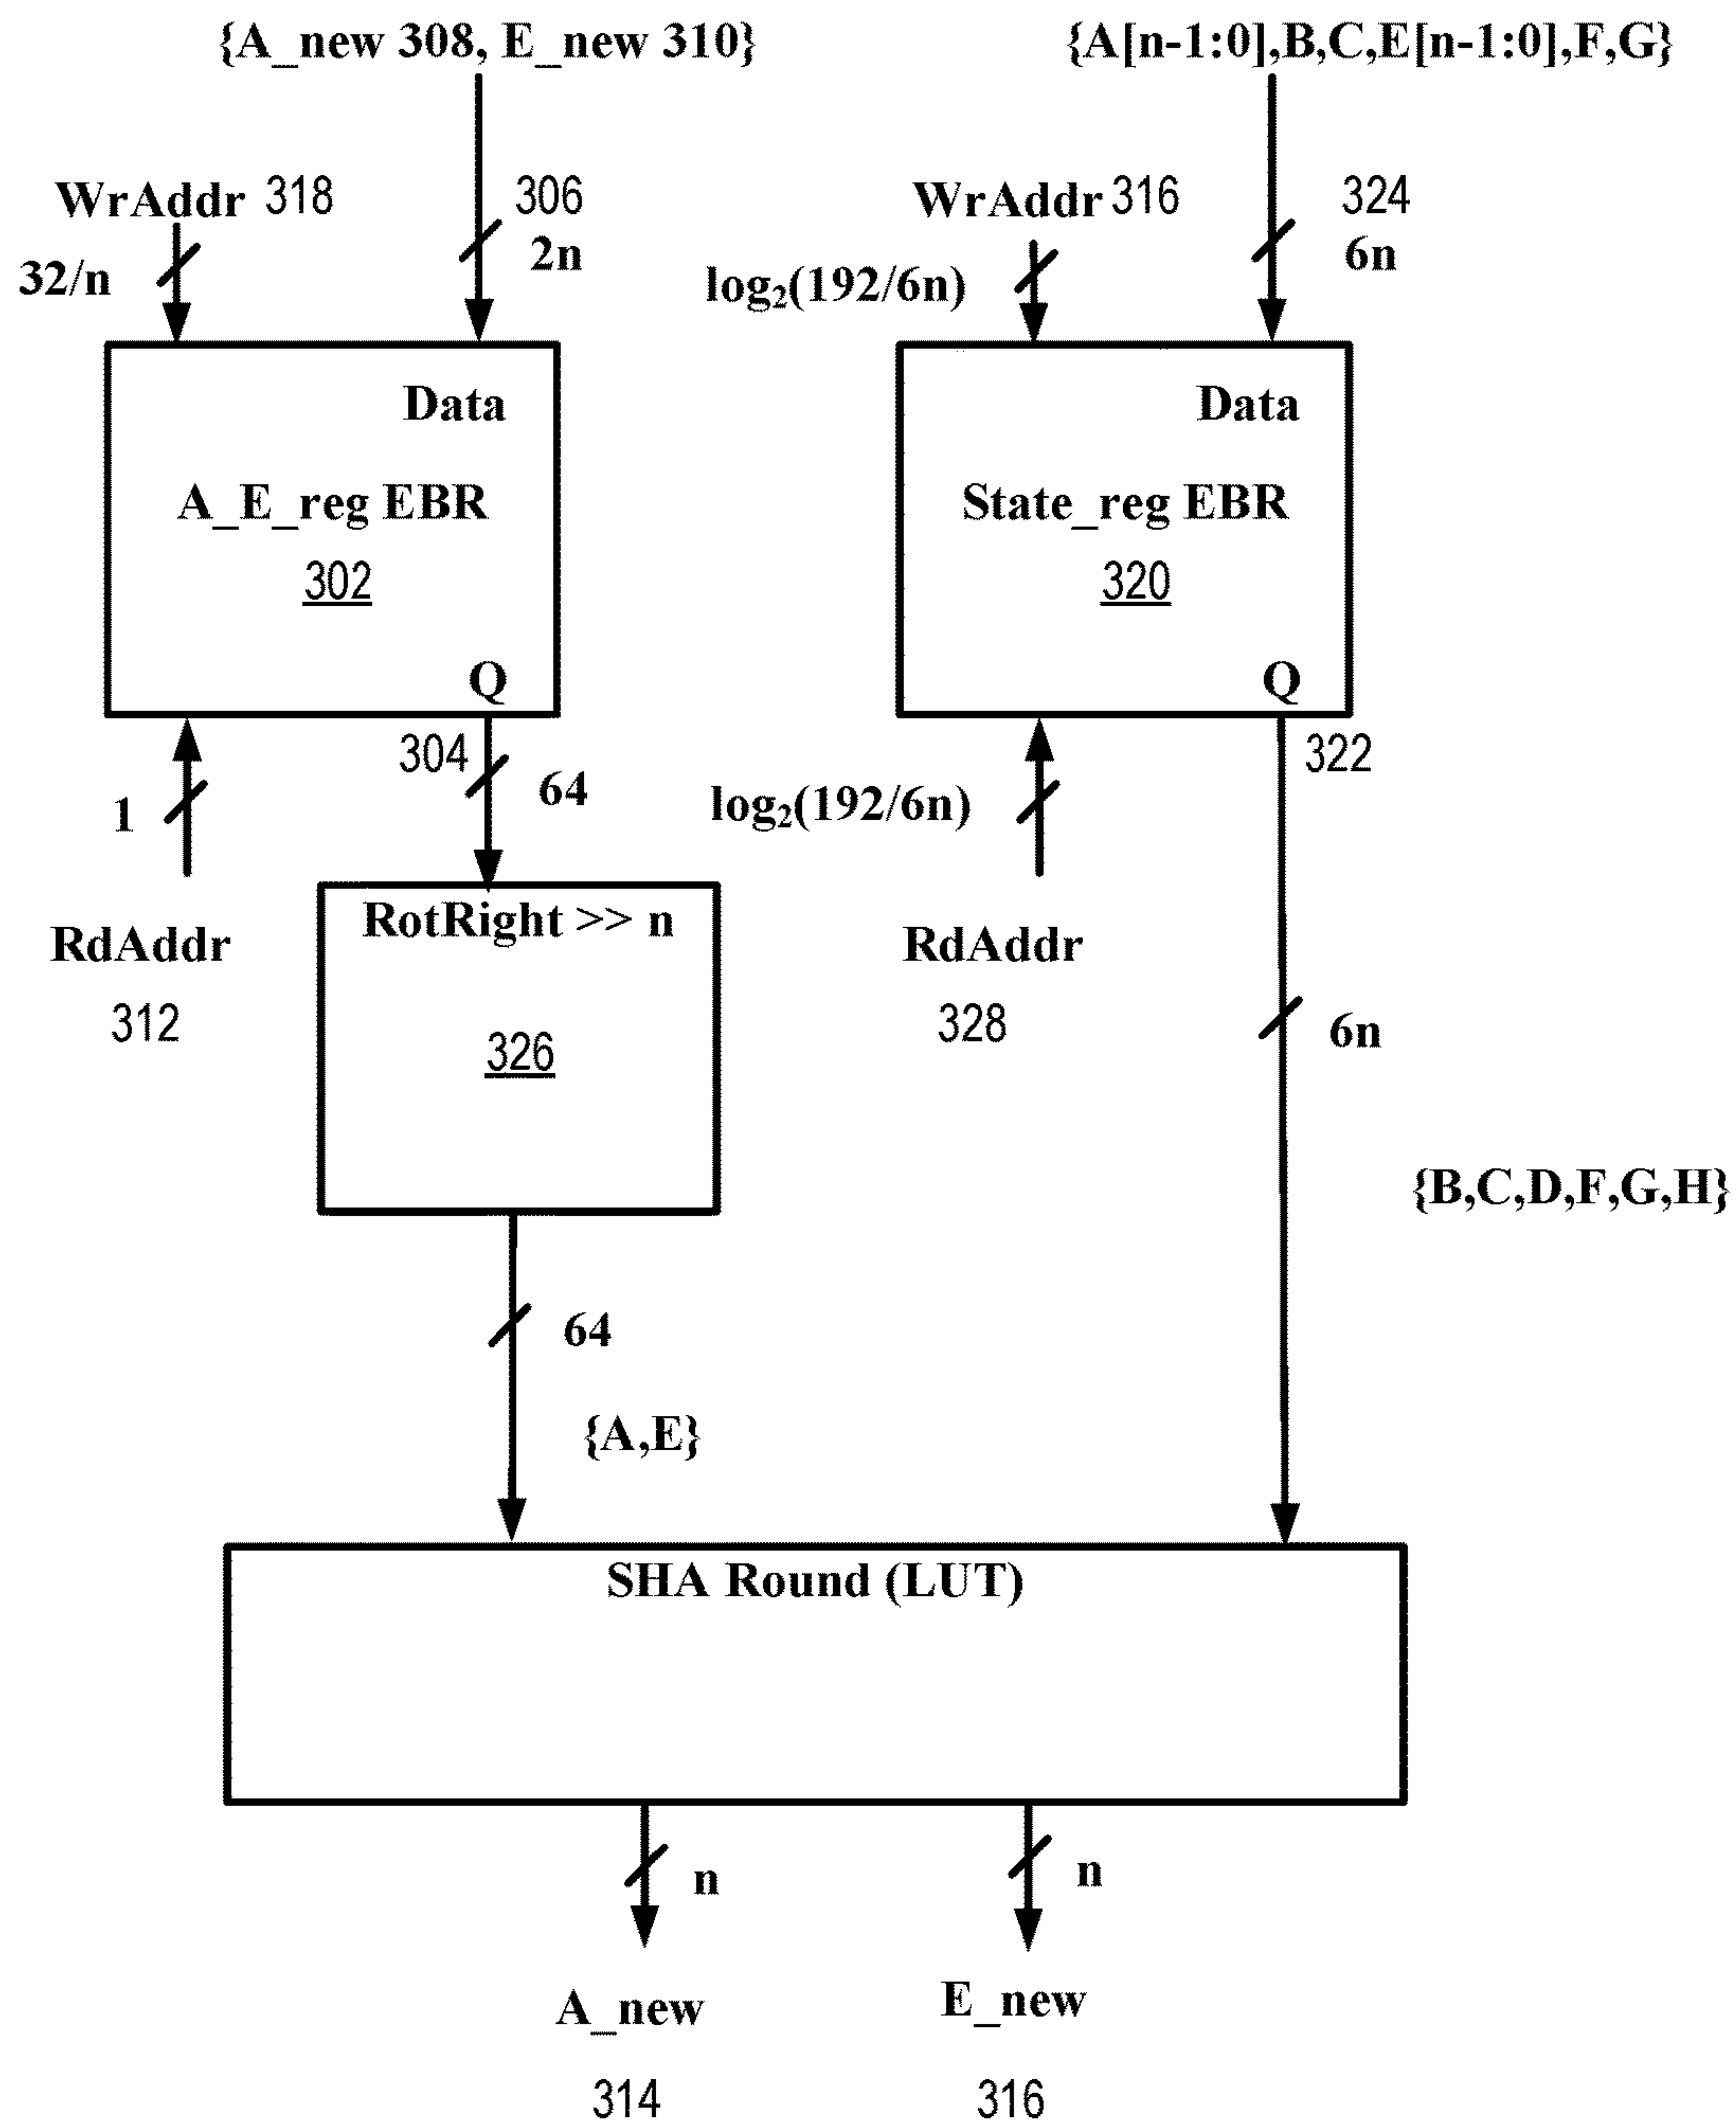 {A_new 308, E_new 310}
{A[n-1:0],B,C,E[n-1:0],F,G}
WrAddr 318
306
WrAddr 316
324
32/n
2n
log₂(192/6n)
6n
Data
Data
A_E_reg EBR
State_reg EBR
302
320
Q
Q
304
322
1
64
log₂(192/6n)
RotRight >> n
RdAddr
RdAddr
312
328
6n
326
{B,C,D,F,G,H}
64
{A,E}
SHA Round (LUT)
n
n
A_new
E_new
314
316